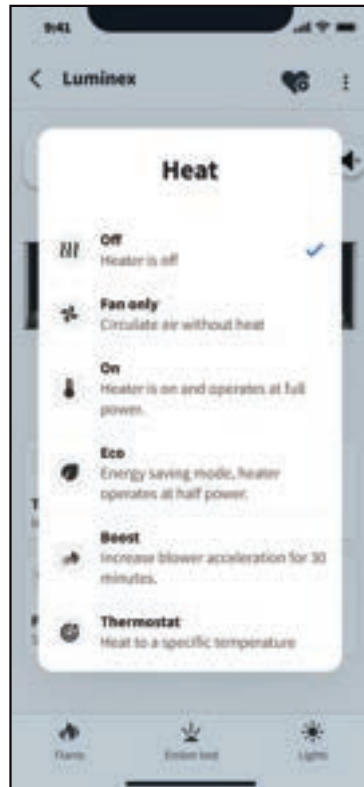 9:41
Luminex
Heat
Off
Heater is off
Fan only
Circulate air without heat
On
Heater is on and operates at full
power.
Eco
Energy saving mode, heater
operates at half power.
Boost
Increase blower acceleration for 30
minutes.
Thermostat
Heat to a specific temperature
Flame
Ember bed
Lights